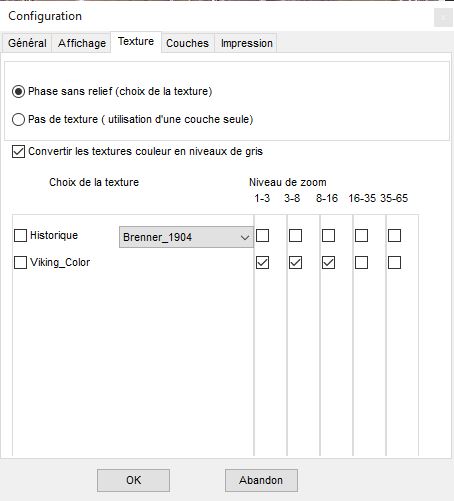 Configuration
Général Affichage Texture Couches Impression
Phase sans relief (choix de la texture)
Pas de texture ( utilisation d'une couche seule)
Convertir les textures couleur en niveaux de gris
Choix de la texture Niveau de zoom
1-3 3-8 8-16 16-35 35-65
Historique Brenner_1904
Viking_Color
OK Abandon